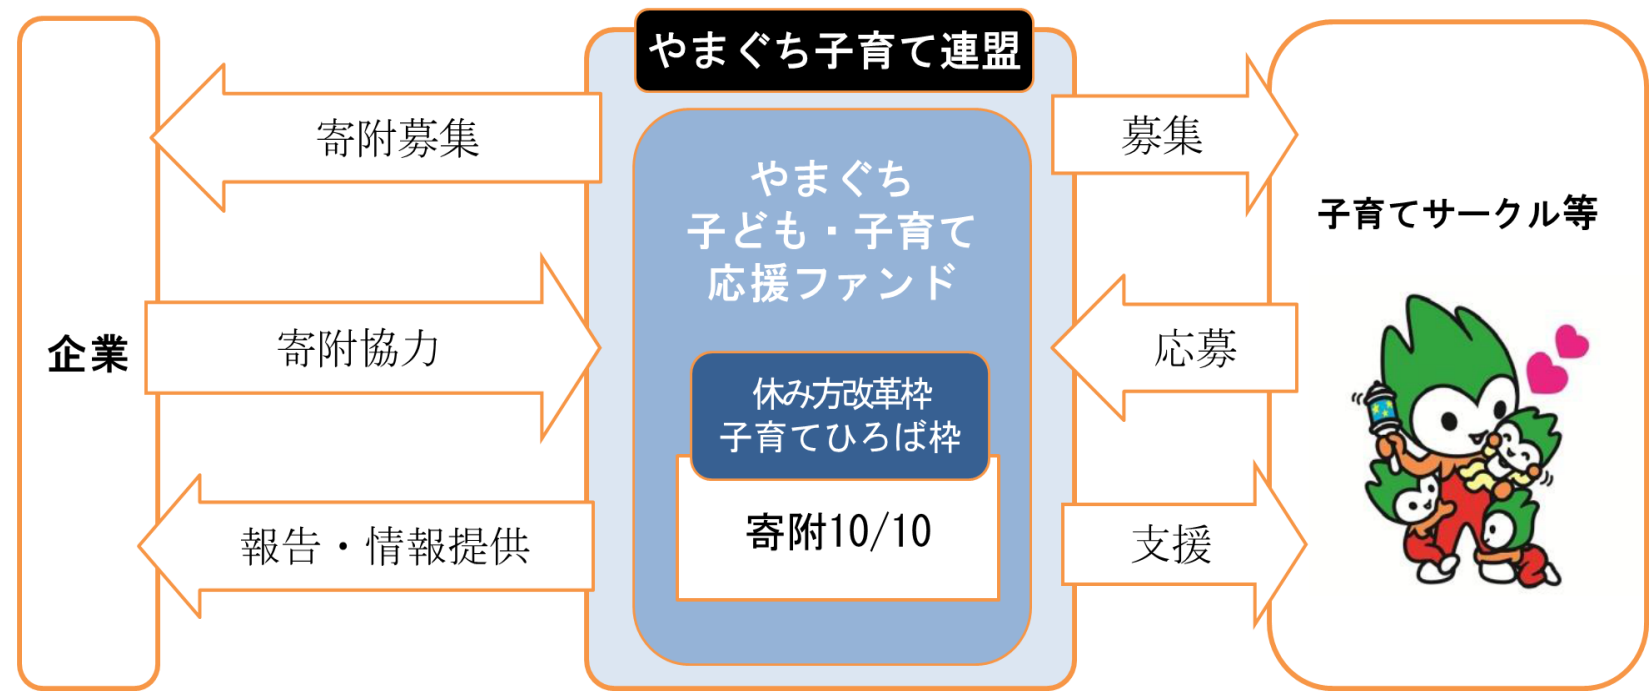 やまぐち子育て連盟
企業
寄附募集
寄附協力
報告・情報提供
やまぐち
子ども・子育て
応援ファンド
休み方改革枠
子育てひろば枠
寄附10/10
募集
応募
支援
子育てサークル等